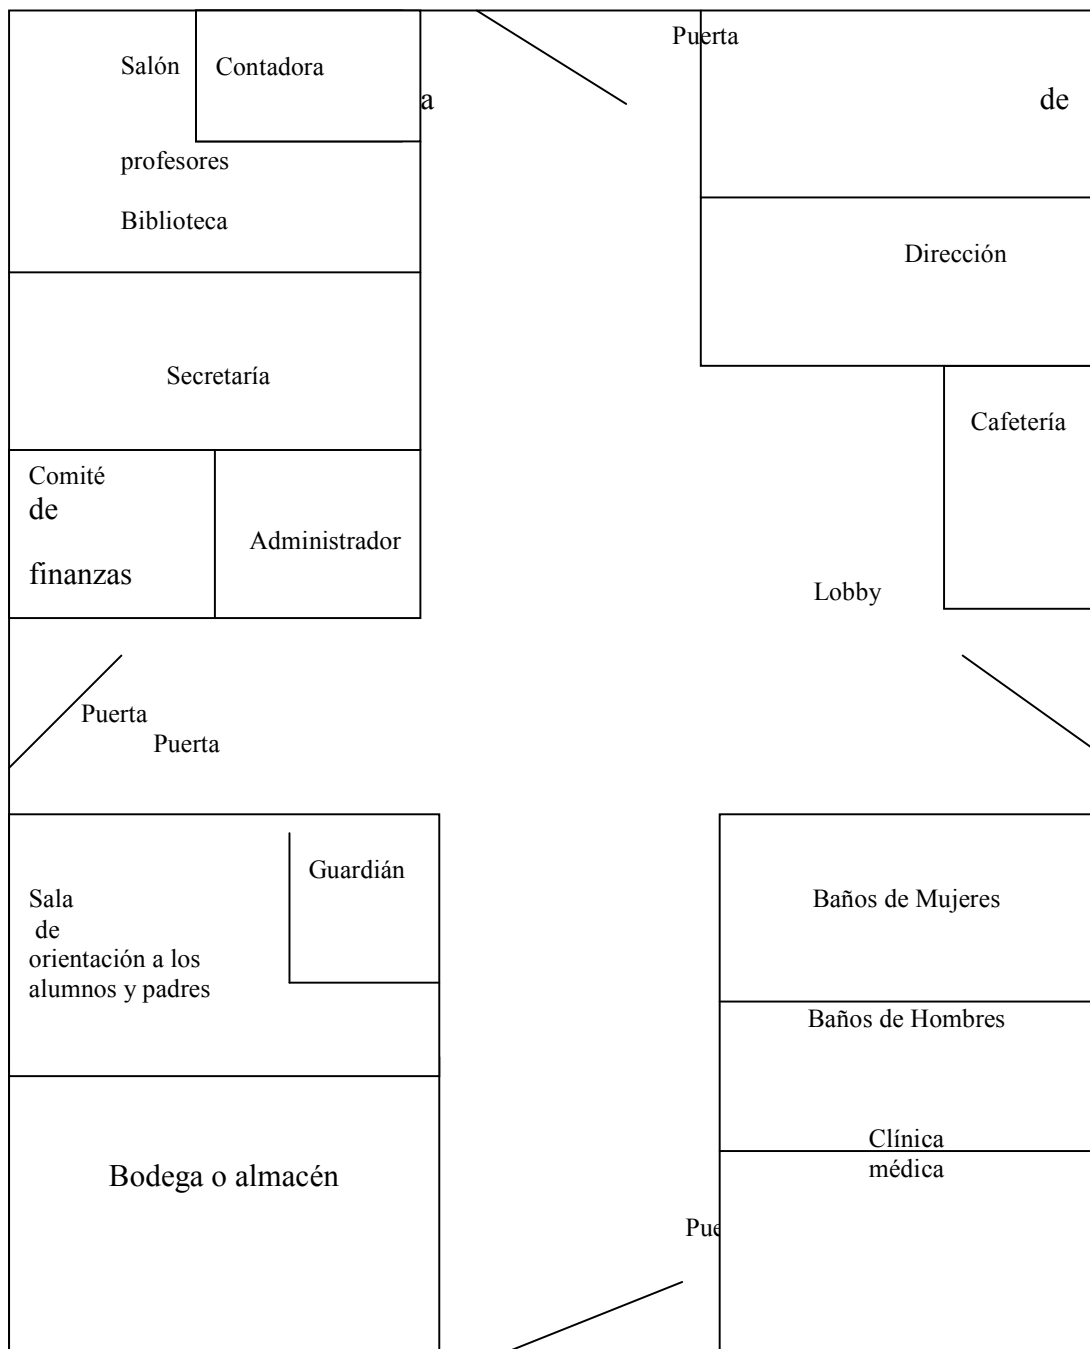 Puerta
Salón
Contadora
a
de
profesores
Biblioteca
Dirección
Secretaría
Cafetería
Comité
de
Administrador
finanzas
Lobby
Puerta
Puerta
Guardián
Sala
de
orientación a los
alumnos y padres
Baños de Mujeres
Baños de Hombres
Clínica
médica
Bodega o almacén
Pue